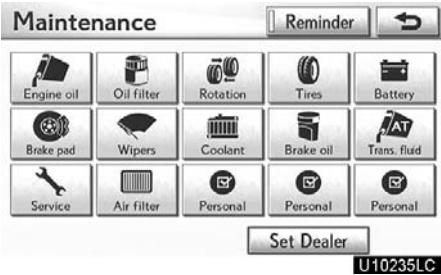 Maintenance Reminder
Engine oil Oil filter Rotation Tires Battery
Brake pad Wipers Coolant Brake oil AT Trans. fluid
Service Air filter Personal Personal Personal
Set Dealer
U10235LC